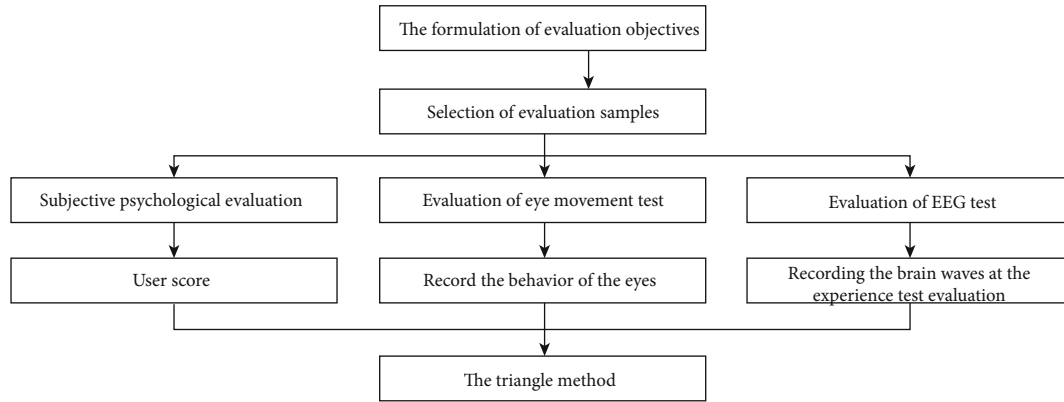 The formulation of evaluation objectives
Selection of evaluation samples
Subjective psychological evaluation
Evaluation of eye movement test
Evaluation of EEG test
User score
Record the behavior of the eyes
Recording the brain waves at the
experience test evaluation
The triangle method